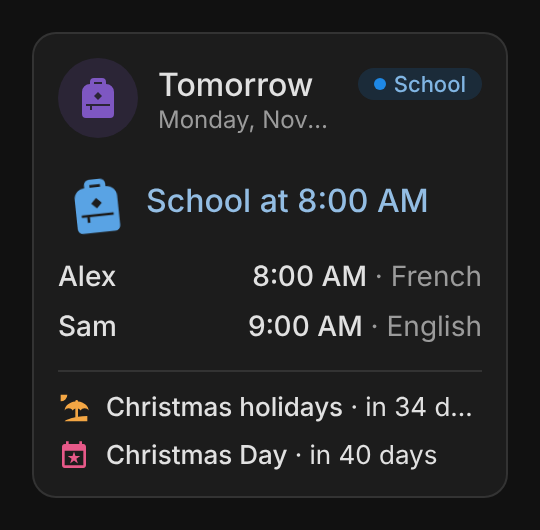 Tomorrow
School
Monday, Nov...
School at 8:00 AM
Alex 8:00 AM · French
Sam 9:00 AM · English
Christmas holidays · in 34 d...
Christmas Day · in 40 days